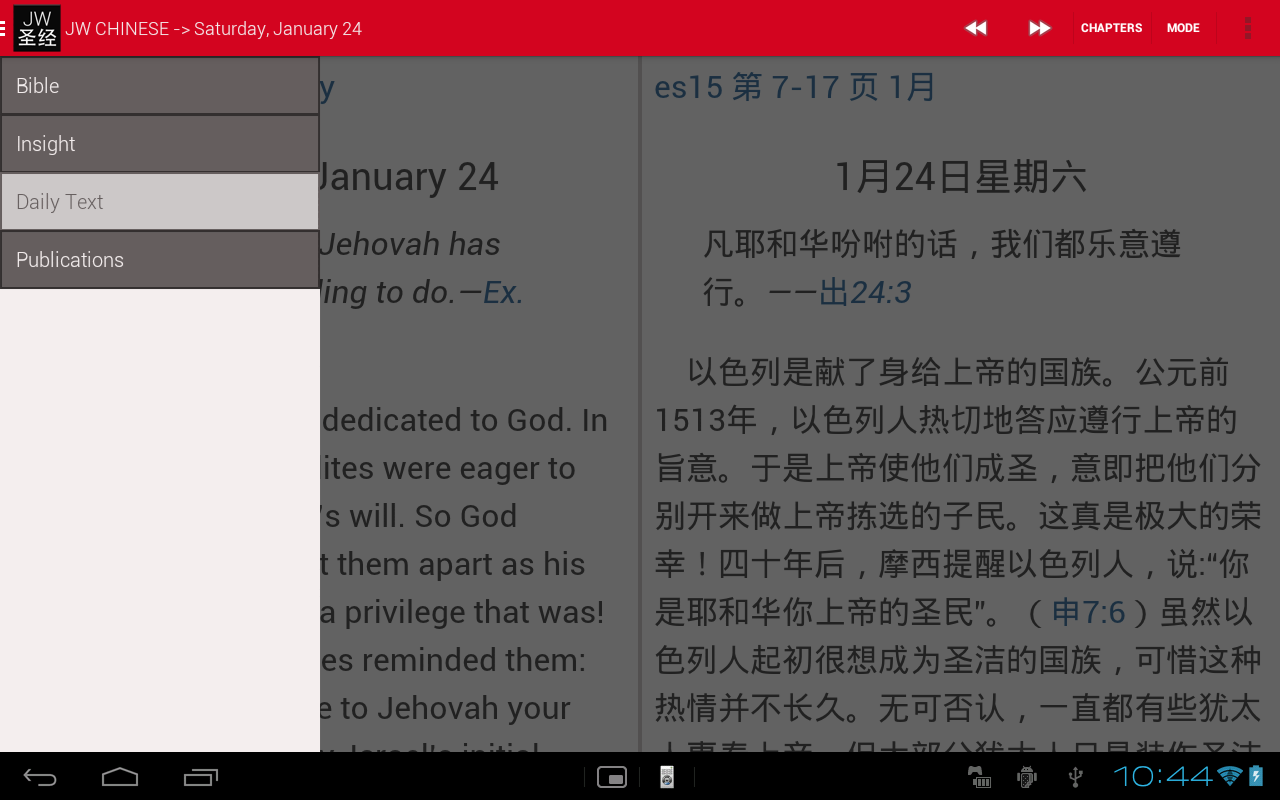 JW
圣经
JW CHINESE -> Saturday, January 24
CHAPTERS
MODE
Bible
Insight
Daily Text
Publications
y
January 24
Jehovah has
ling to do.—Ex.
dedicated to God. In
ites were eager to
's will. So God
t them apart as his
a privilege that was!
es reminded them:
e to Jehovah your
es15 第 7-17 页 1月
1月24日星期六
凡耶和华吩咐的话，我们都乐意遵
行。——出24:3
以色列是献了身给上帝的国族。公元前
1513年，以色列人热切地答应遵行上帝的
旨意。于是上帝使他们成圣，意即把他们分
别开来做上帝拣选的子民。这真是极大的荣
幸！四十年后，摩西提醒以色列人，说:“你
是耶和华你上帝的圣民”。（申7:6）虽然以
色列人起初很想成为圣洁的国族，可惜这种
热情并不长久。无可否认，一直都有些犹太
10:44